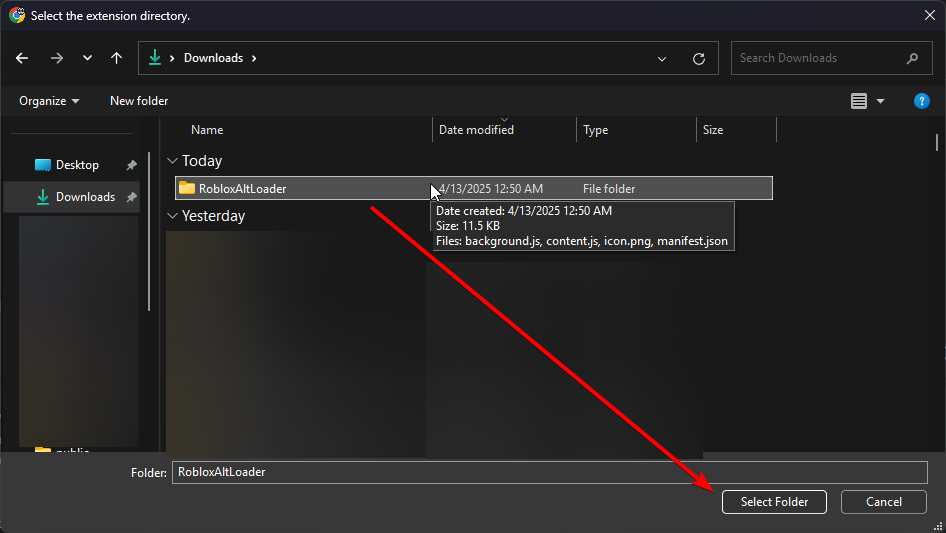 Select the extension directory.
Downloads
Search Downloads
Organize
New folder
?
Name
Date modified
Type
Size
Desktop
Downloads
Today
RobloxAltLoader
4/13/2025 12:50 AM
File folder
Date created: 4/13/2025 12:50 AM
Size: 11.5 KB
Files: background.js, content.js, icon.png, manifest.json
Yesterday
public
Folder:
RobloxAltLoader
Select Folder
Cancel